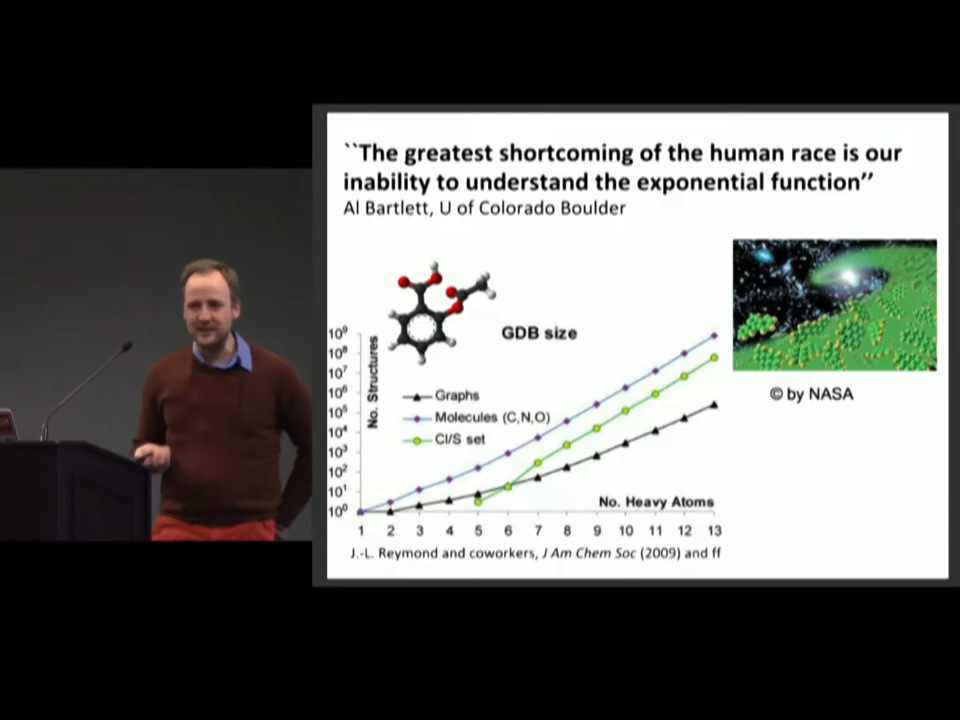 ``The greatest shortcoming of the human race is our
inability to understand the exponential function”
Al Bartlett, U of Colorado Boulder
GDB size
10⁹
10⁸
10⁷
10⁶
10⁵
10⁴
10³
10²
10¹
10⁰
No. Structures
Graphs
Molecules (C,N,O)
Cl/S set
© by NASA
No. Heavy Atoms
1 2 3 4 5 6 7 8 9 10 11 12 13
J.-L. Reymond and coworkers, J Am Chem Soc (2009) and ff